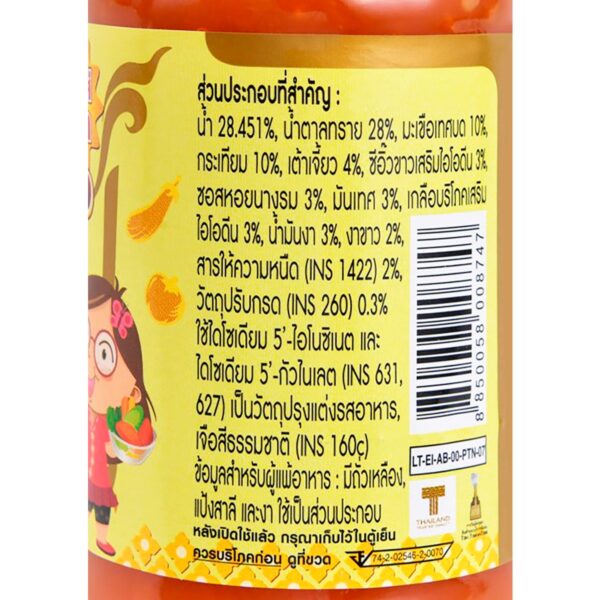 ส่วนประกอบที่สำคัญ :
น้ำ 28.451%, น้ำตาลทราย 28%, มะเขือเทศบด 10%,
กระเทียม 10%, เต้าเจี้ยว 4%, ซีอิ๊วขาวเสริมไอโอดีน 3%,
ซอสหอยนางรม 3%, มันเทศ 3%, เกลือบริโภคเสริม
ไอโอดีน 3%, น้ำมันงา 3%, งาขาว 2%,
สารให้ความหนืด (INS 1422) 2%,
วัตถุปรับกรด (INS 260) 0.3%
ใช้ไดโซเดียม 5'-ไอโนซิเนต และ
ไดโซเดียม 5'-กัวไนเลต (INS 631,
627) เป็นวัตถุปรุงแต่งรสอาหาร,
เจือสีธรรมชาติ (INS 160c)
ข้อมูลสำหรับผู้แพ้อาหาร : มีถั่วเหลือง,
แป้งสาลี และงา ใช้เป็นส่วนประกอบ
หลังเปิดใช้แล้ว กรุณาเก็บไว้ในตู้เย็น
ควรบริโภคก่อน ดูที่ขวด
8 850058 008747
LT-EI-AB-00-PTN-07
THAILAND
74-2-02546-2-0070